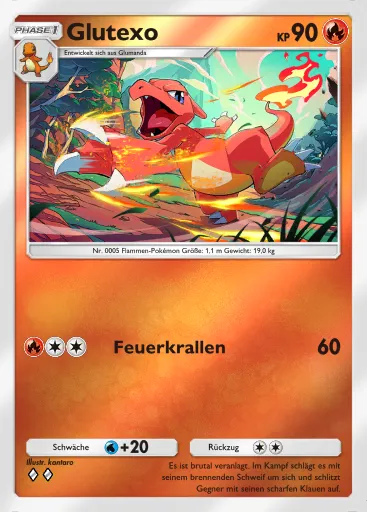 PHASE 1
Glutexo
KP 90
Entwickelt sich aus Glumanda
Nr. 0005 Flammen-Pokémon Größe: 1,1 m Gewicht: 19,0 kg
Feuerkrallen 60
Schwäche +20 Rückzug
Illustr. kantaro
Es ist brutal veranlagt. Im Kampf schlägt es mit
seinem brennenden Schweif um sich und schlitzt
Gegner mit seinen scharfen Klauen auf.